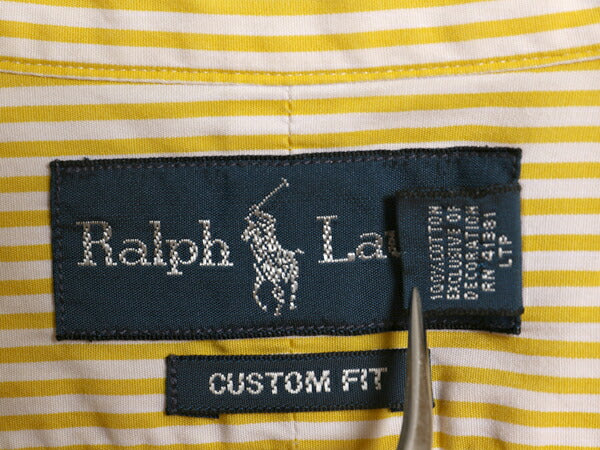 Ralph La
100% COTTON
EXCLUSIVE OF
DECORATION
RN 41381
LTP
CUSTOM FIT